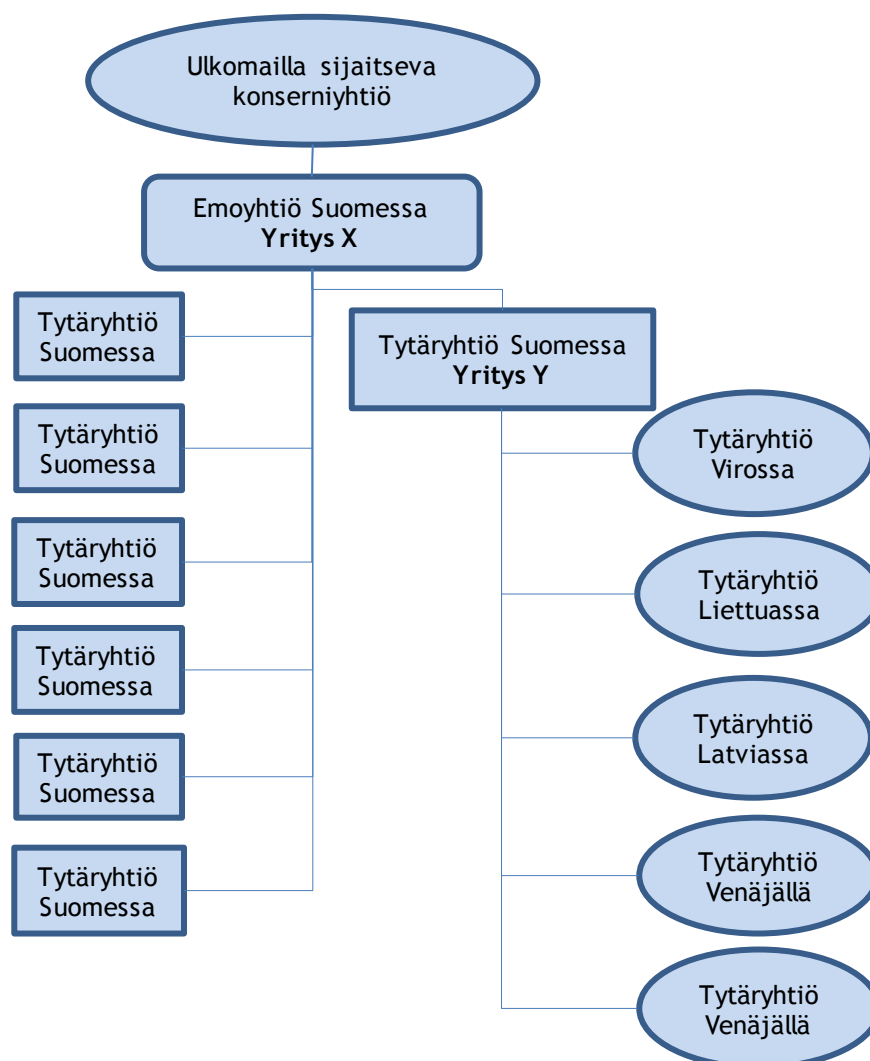 Ulkomailla sijaitseva
konserniyhtiö
Emoyhtiö Suomessa
Yritys X
Tytäryhtiö
Suomessa
Tytäryhtiö
Suomessa
Tytäryhtiö
Suomessa
Tytäryhtiö
Suomessa
Tytäryhtiö
Suomessa
Tytäryhtiö
Suomessa
Tytäryhtiö Suomessa
Yritys Y
Tytäryhtiö
Virossa
Tytäryhtiö
Liettuassa
Tytäryhtiö
Latviassa
Tytäryhtiö
Venäjällä
Tytäryhtiö
Venäjällä